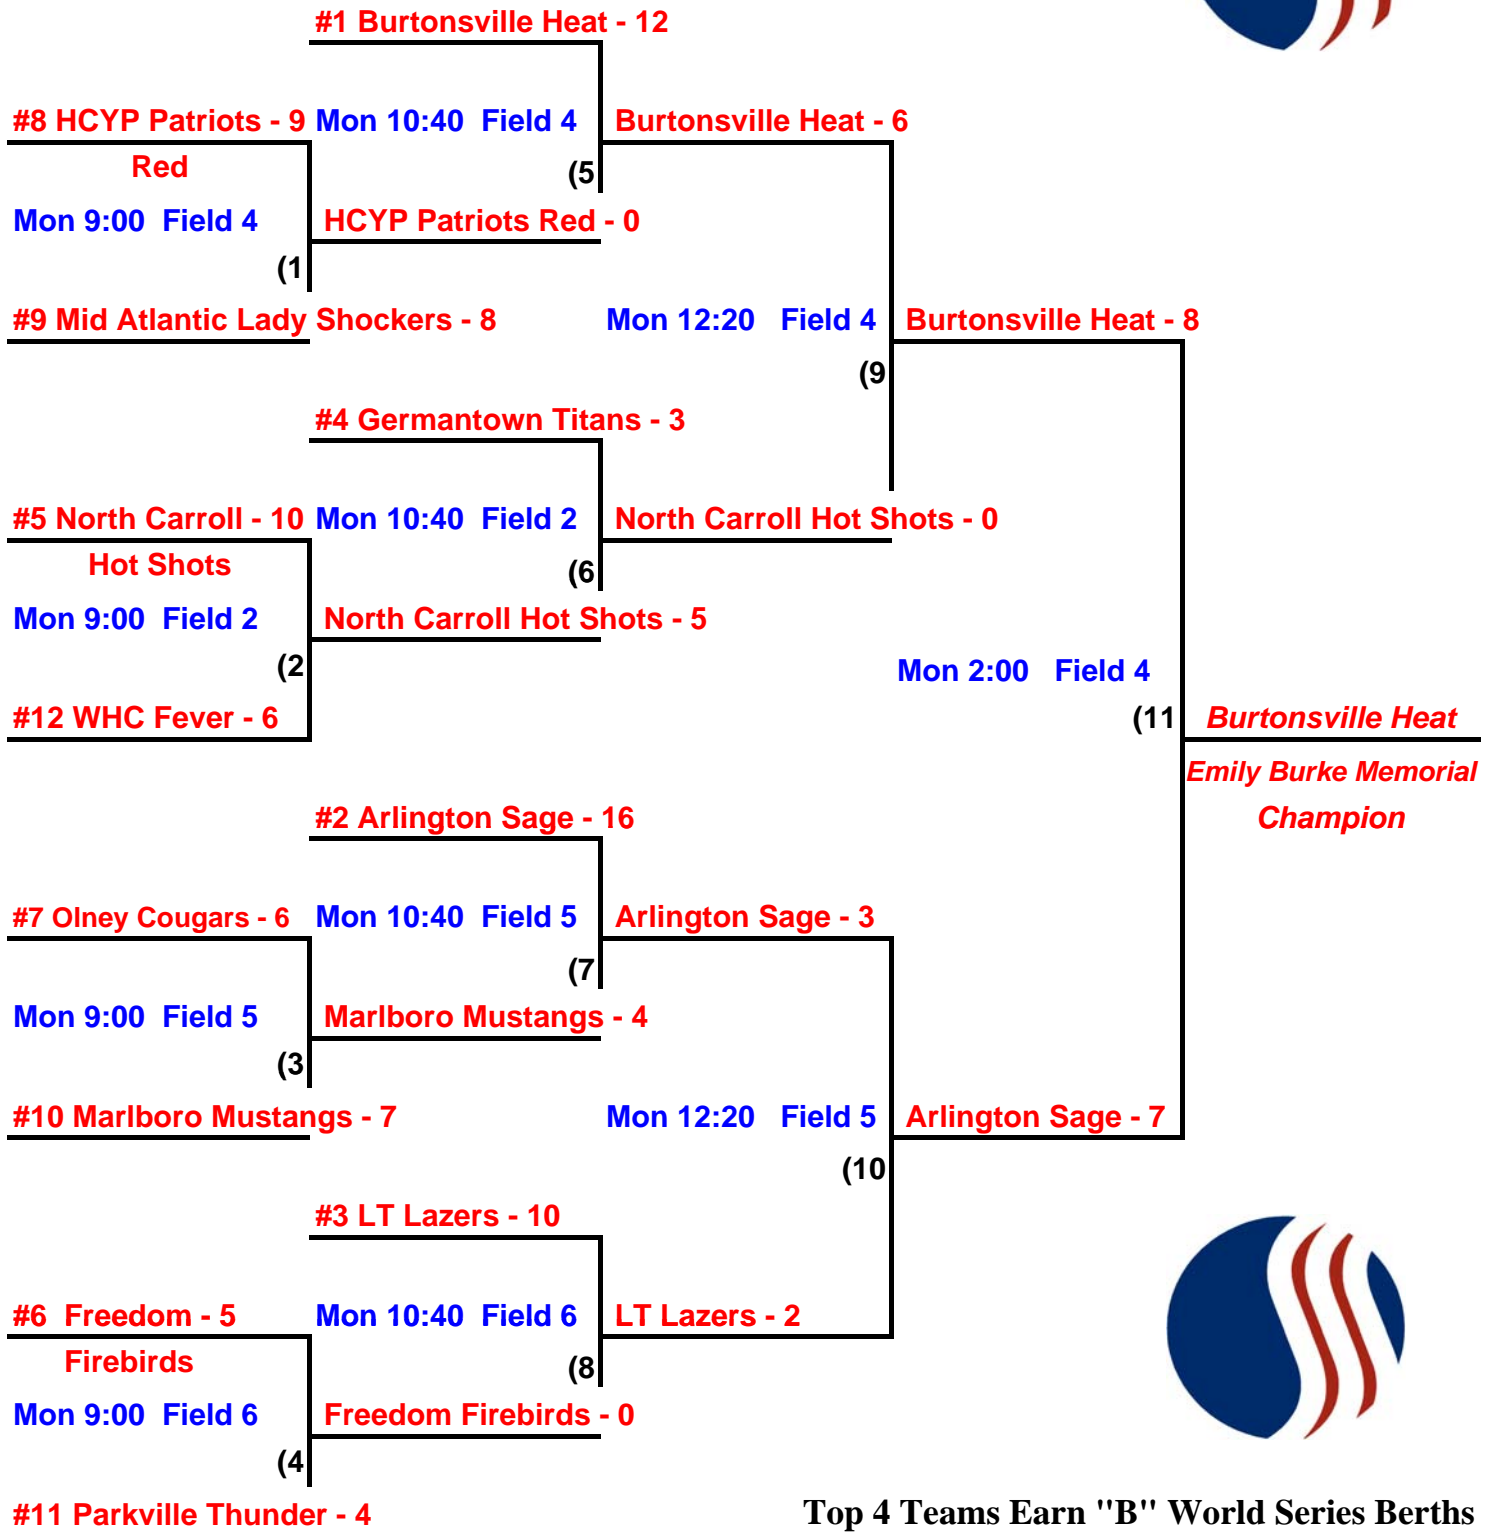 #1 Burtonsville Heat - 12
#8 HCYP Patriots - 9 Mon 10:40 Field 4 Burtonsville Heat - 6
Red (5
Mon 9:00 Field 4 HCYP Patriots Red - 0
(1
#9 Mid Atlantic Lady Shockers - 8 Mon 12:20 Field 4 Burtonsville Heat - 8
(9
#4 Germantown Titans - 3
#5 North Carroll - 10 Mon 10:40 Field 2 North Carroll Hot Shots - 0
Hot Shots (6
Mon 9:00 Field 2 North Carroll Hot Shots - 5
(2 Mon 2:00 Field 4
#12 WHC Fever - 6 (11 Burtonsville Heat
Emily Burke Memorial
#2 Arlington Sage - 16 Champion
#7 Olney Cougars - 6 Mon 10:40 Field 5 Arlington Sage - 3
(7
Mon 9:00 Field 5 Marlboro Mustangs - 4
(3
#10 Marlboro Mustangs - 7 Mon 12:20 Field 5 Arlington Sage - 7
(10
#3 LT Lazers - 10
#6 Freedom - 5 Mon 10:40 Field 6 LT Lazers - 2
Firebirds (8
Mon 9:00 Field 6 Freedom Firebirds - 0
(4
#11 Parkville Thunder - 4 Top 4 Teams Earn "B" World Series Berths